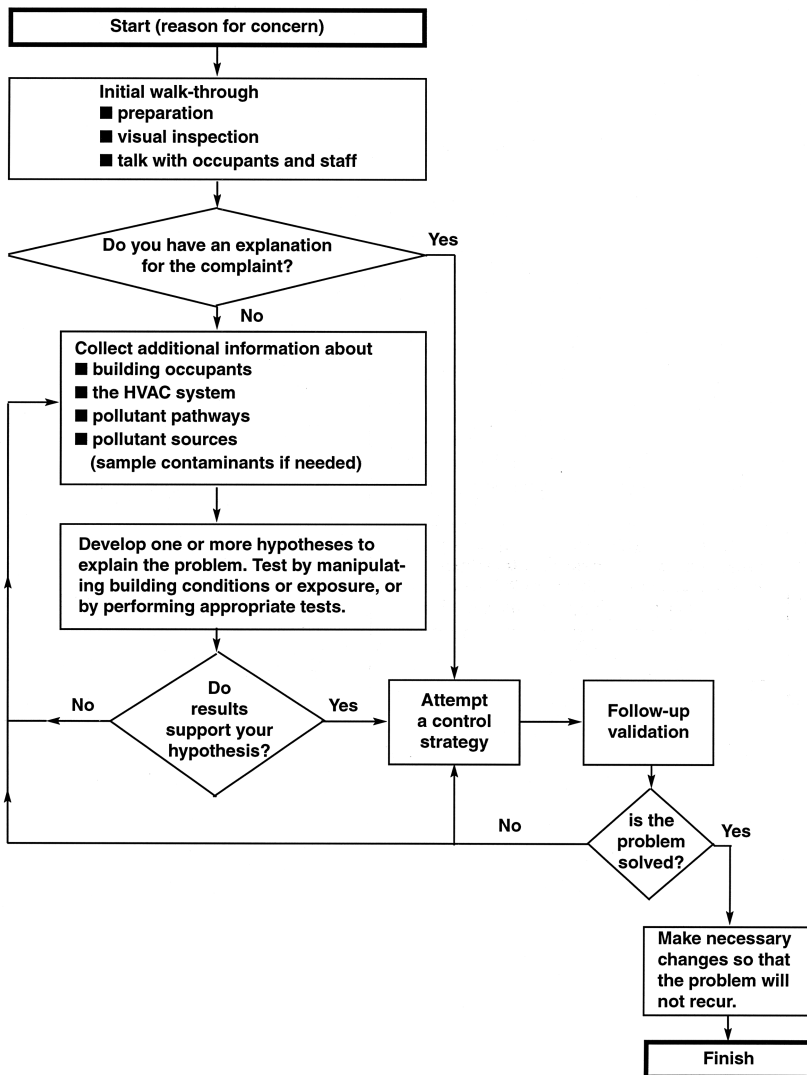 Start (reason for concern)
Initial walk-through
■ preparation
■ visual inspection
■ talk with occupants and staff
Do you have an explanation
for the complaint?
Yes
No
Collect additional information about
■ building occupants
■ the HVAC system
■ pollutant pathways
■ pollutant sources
(sample contaminants if needed)
Develop one or more hypotheses to
explain the problem. Test by manipulat-
ing building conditions or exposure, or
by performing appropriate tests.
Do
results
support your
hypothesis?
No
Yes
Attempt
a control
strategy
Follow-up
validation
is the
problem
solved?
No
Yes
Make necessary
changes so that
the problem will
not recur.
Finish